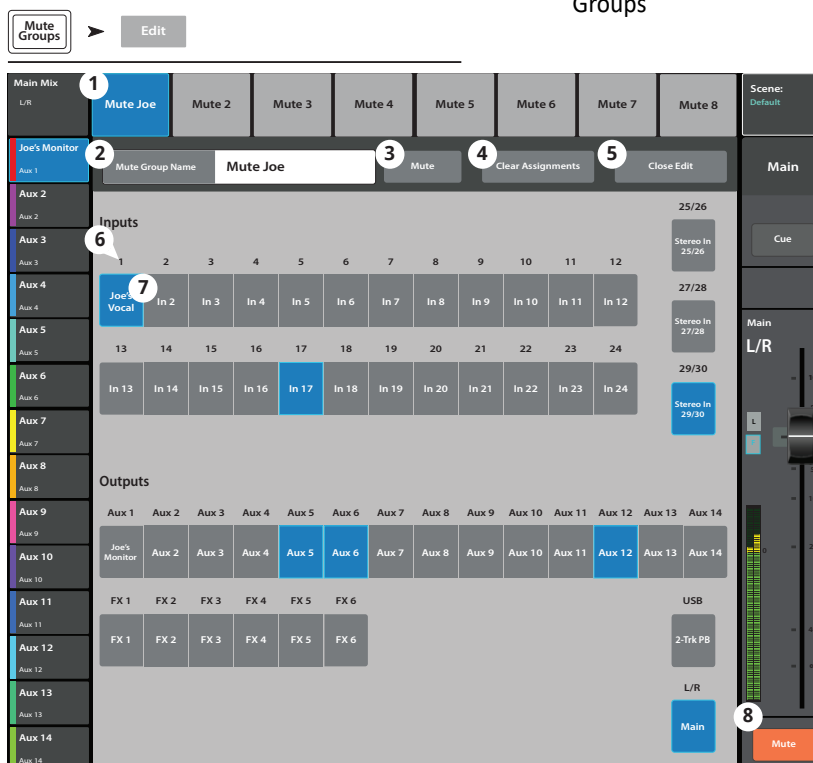 Groups
Mute Groups
Edit
Main Mix
L/R
1
Mute Joe
Mute 2
Mute 3
Mute 4
Mute 5
Mute 6
Mute 7
Mute 8
Scene:
Default
Joe's Monitor
Aux 1
2
Mute Group Name
Mute Joe
3
Mute
4
Clear Assignments
5
Close Edit
Main
Aux 2
Aux 2
Aux 3
Aux 3
Aux 4
Aux 4
Aux 5
Aux 5
Aux 6
Aux 6
Aux 7
Aux 7
Aux 8
Aux 8
Aux 9
Aux 9
Aux 10
Aux 10
Aux 11
Aux 11
Aux 12
Aux 12
Aux 13
Aux 13
Aux 14
Aux 14
Inputs
6
1 2 3 4 5 6 7 8 9 10 11 12
7
Joe's Vocal
In 2 In 3 In 4 In 5 In 6 In 7 In 8 In 9 In 10 In 11 In 12
13 14 15 16 17 18 19 20 21 22 23 24
In 13 In 14 In 15 In 16 In 17 In 18 In 19 In 20 In 21 In 22 In 23 In 24
25/26
Stereo In
25/26
27/28
Stereo In
27/28
29/30
Stereo In
29/30
Outputs
Aux 1 Aux 2 Aux 3 Aux 4 Aux 5 Aux 6 Aux 7 Aux 8 Aux 9 Aux 10 Aux 11 Aux 12 Aux 13 Aux 14
Joe's Monitor
Aux 2 Aux 3 Aux 4 Aux 5 Aux 6 Aux 7 Aux 8 Aux 9 Aux 10 Aux 11 Aux 12 Aux 13 Aux 14
FX 1 FX 2 FX 3 FX 4 FX 5 FX 6
FX 1 FX 2 FX 3 FX 4 FX 5 FX 6
USB
2-Trk PB
L/R
Main
Cue
Main
L/R
L
0
8
Mute